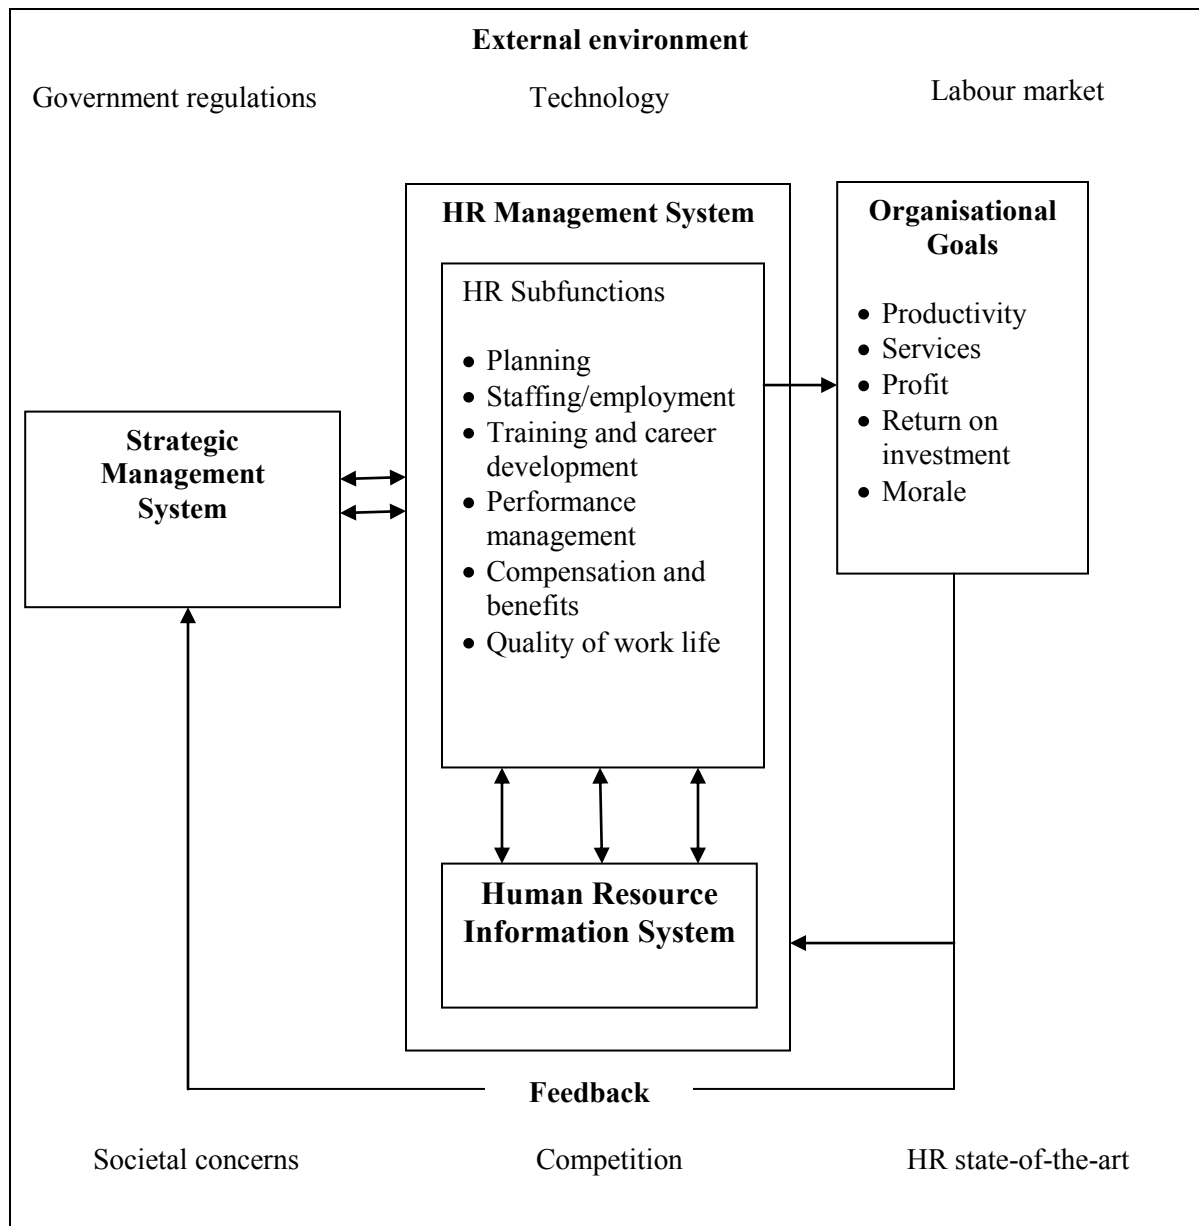 External environment
Government regulations
Technology
Labour market
HR Management System
HR Subfunctions
• Planning
• Staffing/employment
• Training and career
development
• Performance
management
• Compensation and
benefits
• Quality of work life
Organisational
Goals
• Productivity
• Services
• Profit
• Return on
investment
• Morale
Strategic
Management
System
Human Resource
Information System
Feedback
Societal concerns
Competition
HR state-of-the-art